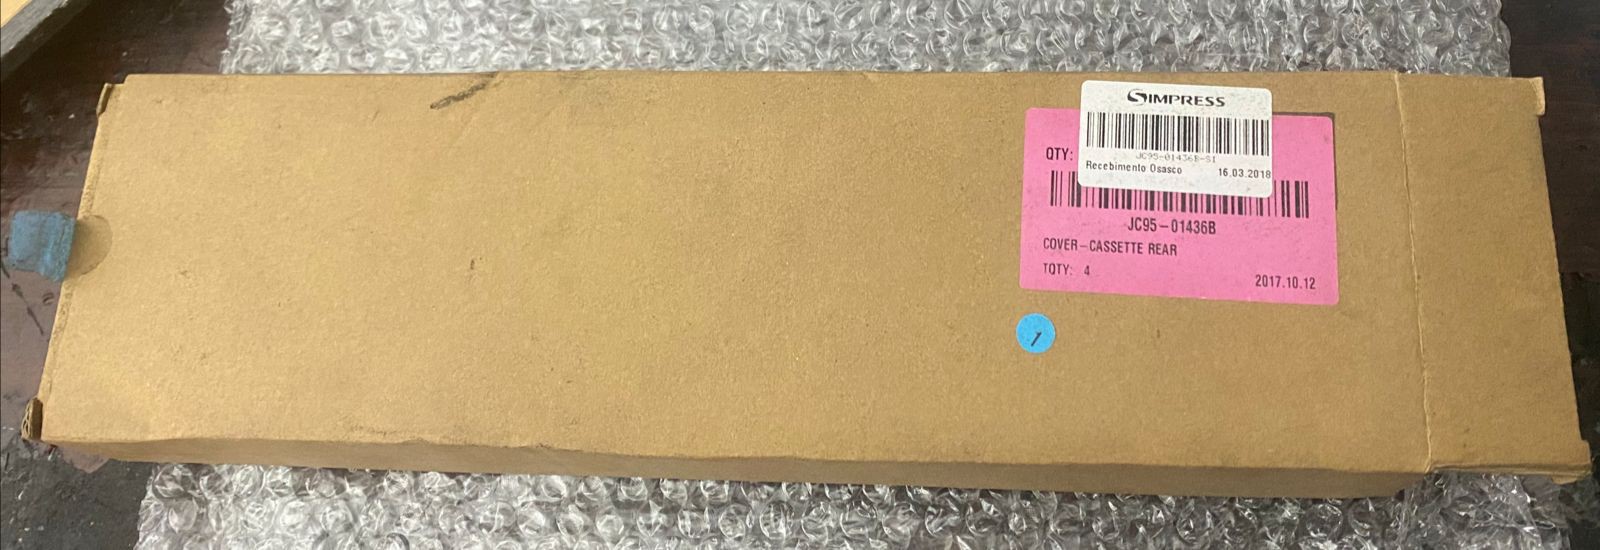 SIMPRESS
JC95-01436B-SI
Recebimento Osasco 16.03.2018
QTY:
JC95-01436B
COVER-CASSETTE REAR
TQTY: 4
2017.10.12
1